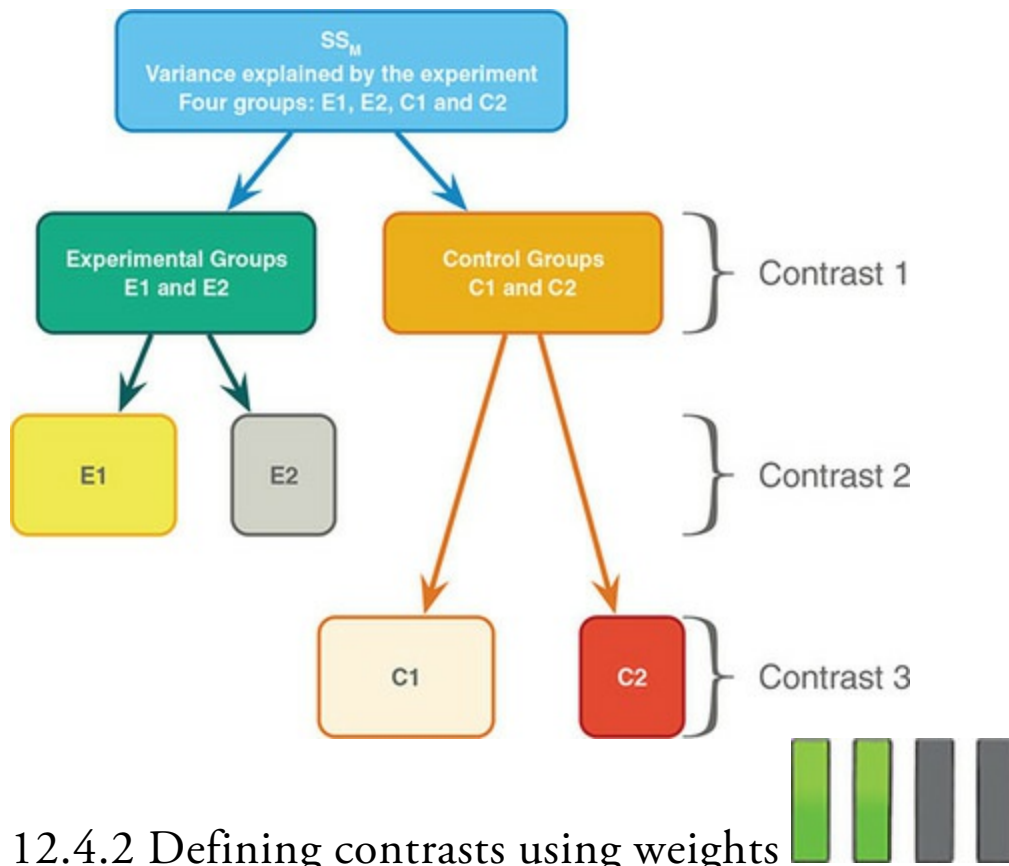 SS_M
Variance explained by the experiment
Four groups: E1, E2, C1 and C2
Experimental Groups
E1 and E2
Control Groups
C1 and C2
Contrast 1
E1
E2
Contrast 2
C1
C2
Contrast 3
12.4.2 Defining contrasts using weights